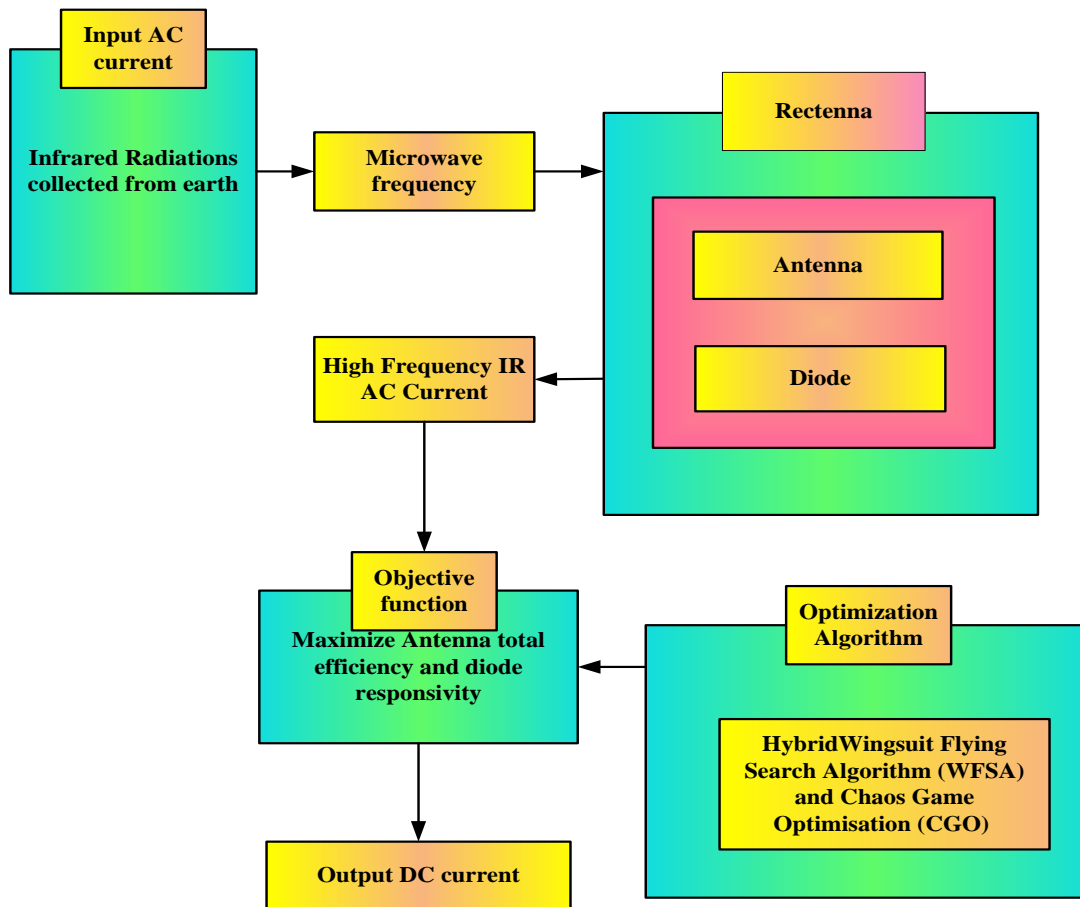 Input AC
current
Infrared Radiations
collected from earth
Microwave
frequency
Rectenna
Antenna
Diode
High Frequency IR
AC Current
Objective
function
Maximize Antenna total
efficiency and diode
responsivity
Optimization
Algorithm
HybridWingsuit Flying
Search Algorithm (WFSA)
and Chaos Game
Optimisation (CGO)
Output DC current